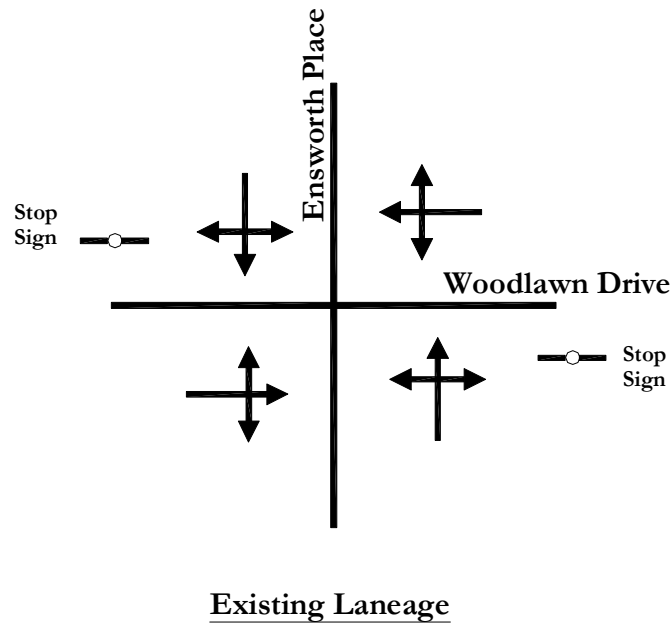 Ensworth Place
Stop
Sign
Woodlawn Drive
Stop
Sign
Existing Laneage